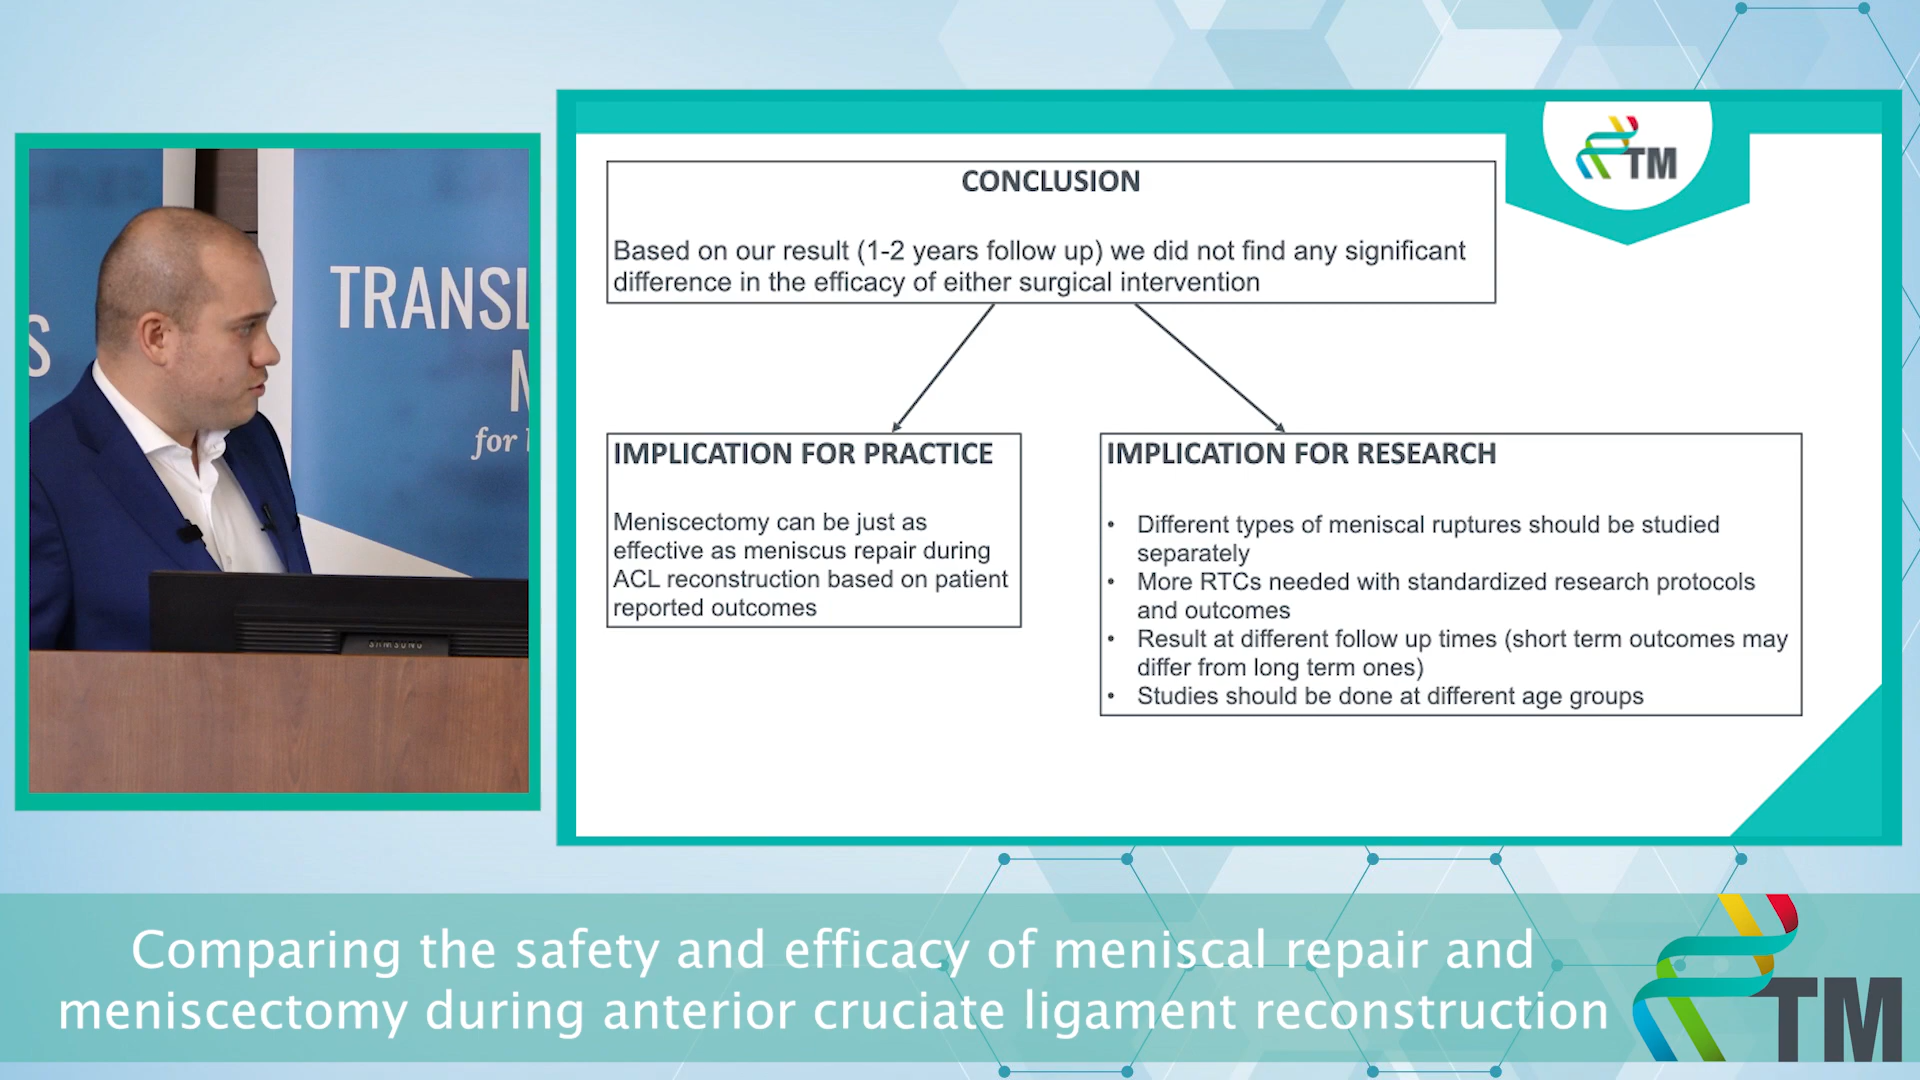 S
TRANSL
M
for
SAMSUNG
TM
CONCLUSION
Based on our result (1-2 years follow up) we did not find any significant
difference in the efficacy of either surgical intervention
IMPLICATION FOR PRACTICE
Meniscectomy can be just as
effective as meniscus repair during
ACL reconstruction based on patient
reported outcomes
IMPLICATION FOR RESEARCH
• Different types of meniscal ruptures should be studied
separately
• More RTCs needed with standardized research protocols
and outcomes
• Result at different follow up times (short term outcomes may
differ from long term ones)
• Studies should be done at different age groups
Comparing the safety and efficacy of meniscal repair and
meniscectomy during anterior cruciate ligament reconstruction
TM